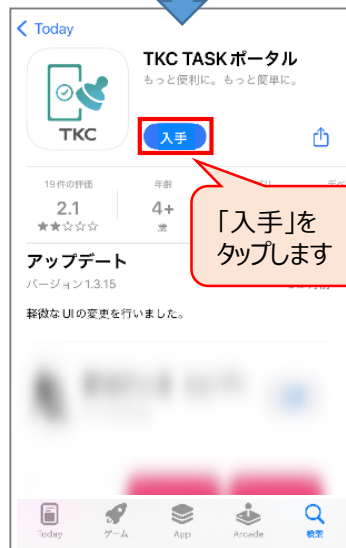 Today
TKC TASKポータル
もっと便利に。もっと簡単に。
TKC
入手
19件の評価
年齢
2.1
4+
★★☆☆☆
歳
「入手」を
タップします
アップデート
バージョン 1.3.15
軽微な UI の変更を行いました。
Today
ゲーム
App
Arcade
検索